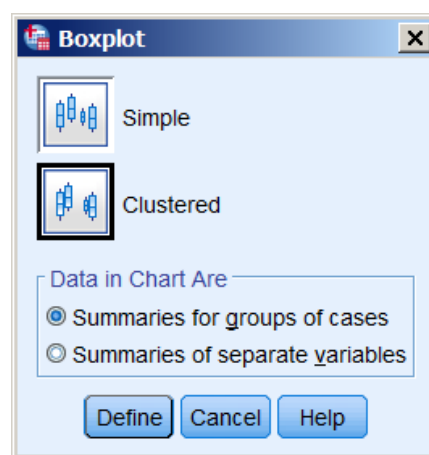 Boxplot
Simple
Clustered
Data in Chart Are
Summaries for groups of cases
Summaries of separate variables
Define Cancel Help